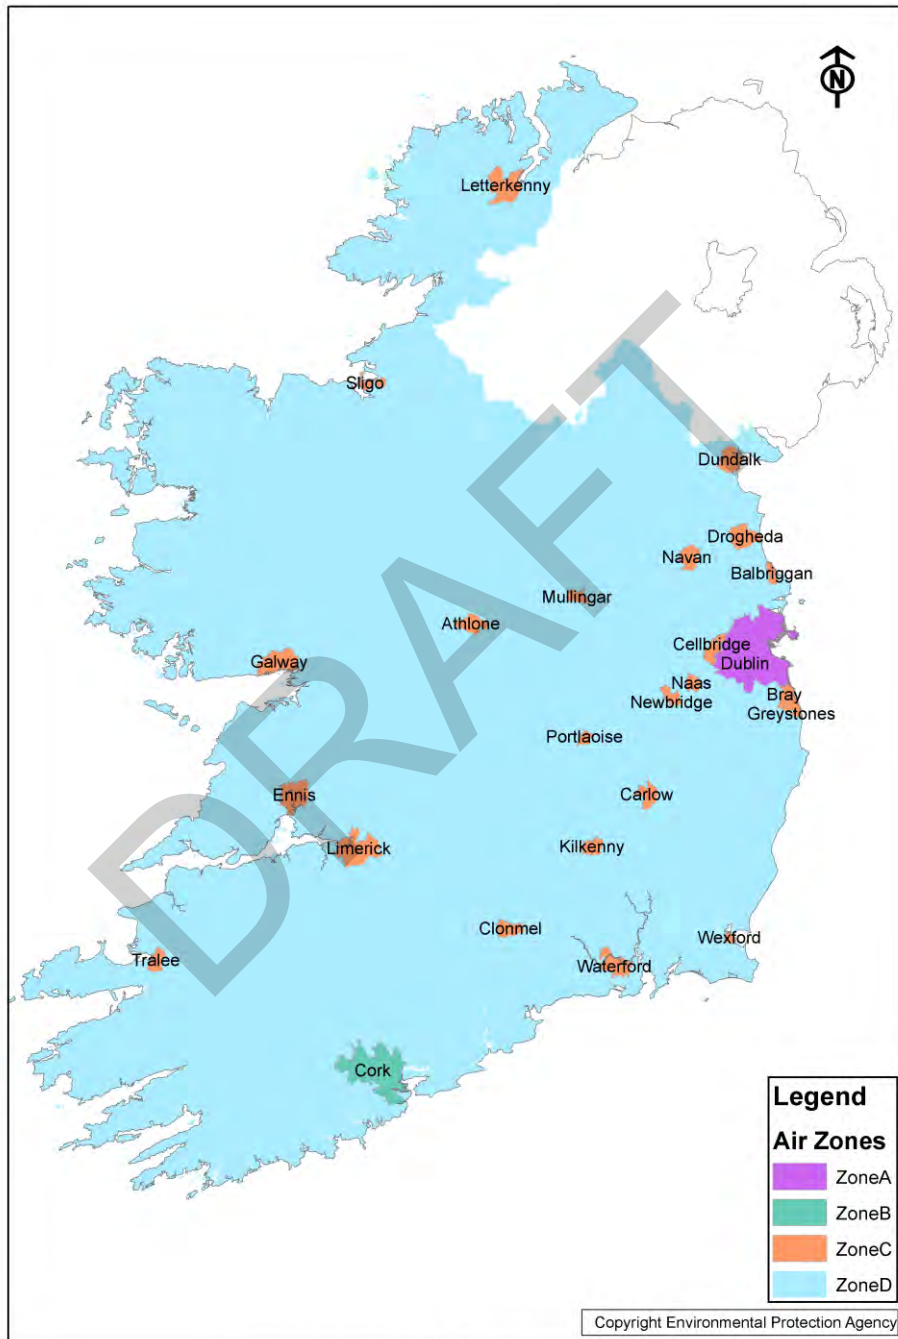 N
Letterkenny
Sligo
Dundalk
Drogheda
Navan
Balbriggan
Mullingar
Athlone
Cellbridge
Galway
Dublin
Naas
Bray
Newbridge
Greystones
Portlaoise
Ennis
Carlow
Limerick
Kilkenny
Clonmel
Wexford
Tralee
Waterford
Cork
DRAFT
Legend
Air Zones
ZoneA
ZoneB
ZoneC
ZoneD
Copyright Environmental Protection Agency